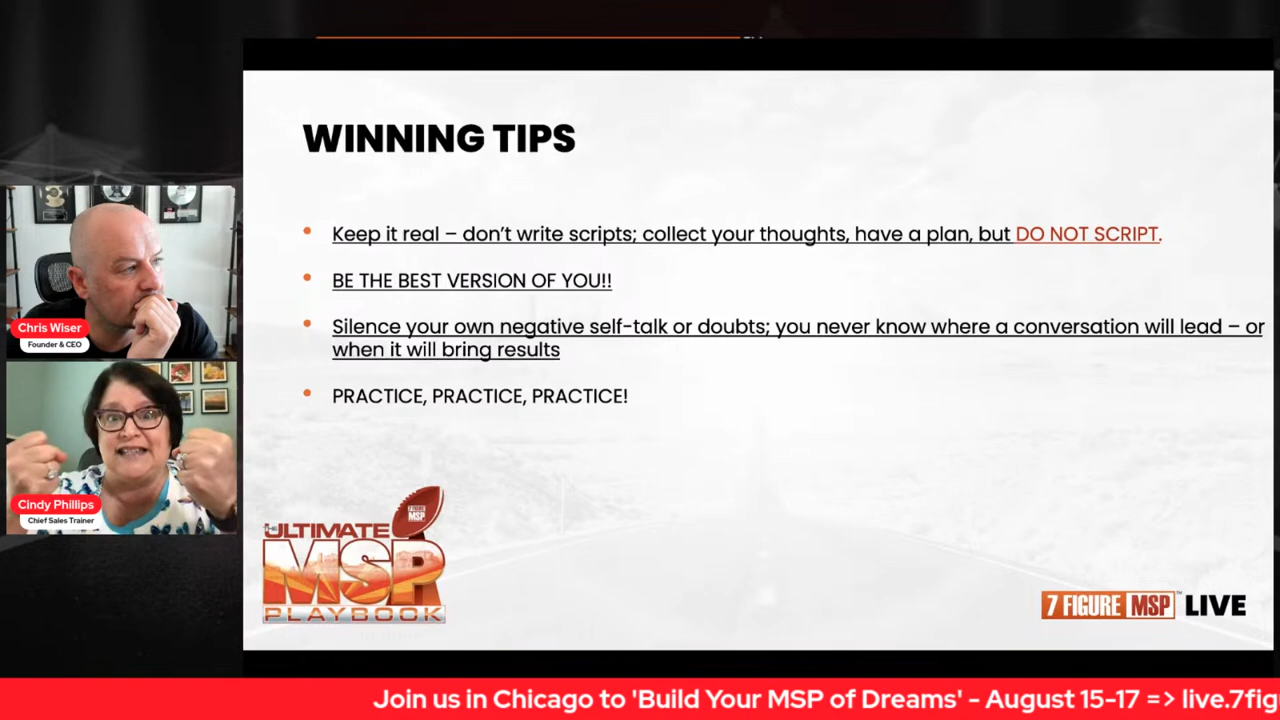 WINNING TIPS
• Keep it real – don't write scripts; collect your thoughts, have a plan, but DO NOT SCRIPT.
• BE THE BEST VERSION OF YOU!!
• Silence your own negative self-talk or doubts; you never know where a conversation will lead – or
when it will bring results
• PRACTICE, PRACTICE, PRACTICE!
Chris Wiser
Founder & CEO
Cindy Phillips
Chief Sales Trainer
7 FIGURE
MSP
THE ULTIMATE
MSP
PLAYBOOK
7 FIGURE MSP™ LIVE
Join us in Chicago to 'Build Your MSP of Dreams' - August 15-17 => live.7fig